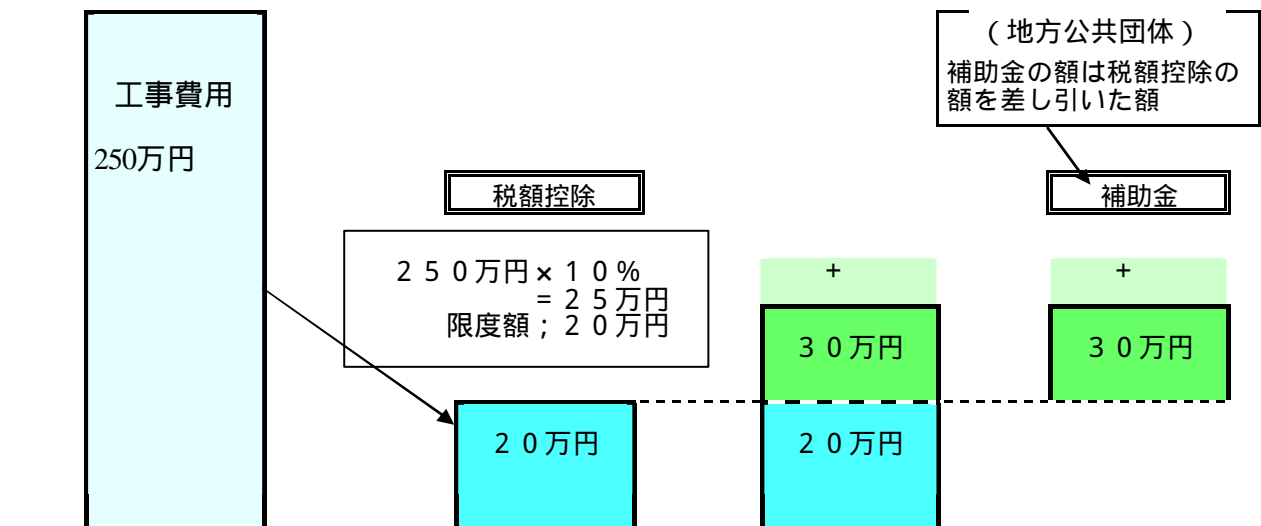 工事費用
250万円
(地方公共団体)
補助金の額は税額控除の
額を差し引いた額
税額控除
補助金
250万円×10%
=25万円
限度額;20万円
+
+
30万円
30万円
20万円
20万円